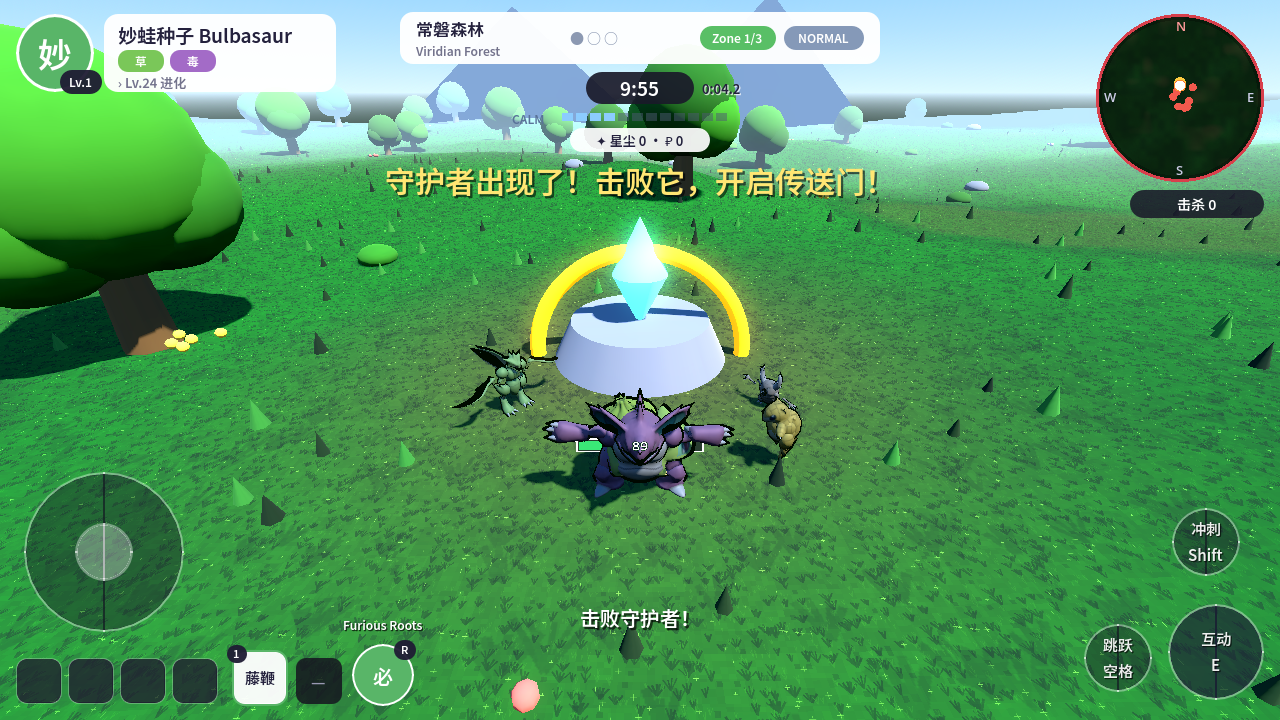 妙
Lv.1
妙蛙种子 Bulbasaur
草
毒
› Lv.24 进化
常磐森林
Viridian Forest
Zone 1/3
NORMAL
9:55
0:04.2
CALM
✦ 星尘 0 · ₽ 0
守护者出现了！击败它，开启传送门！
N
W
E
S
击杀 0
89
击败守护者！
冲刺
Shift
跳跃
空格
互动
E
Furious Roots
1
藤鞭
—
必
R